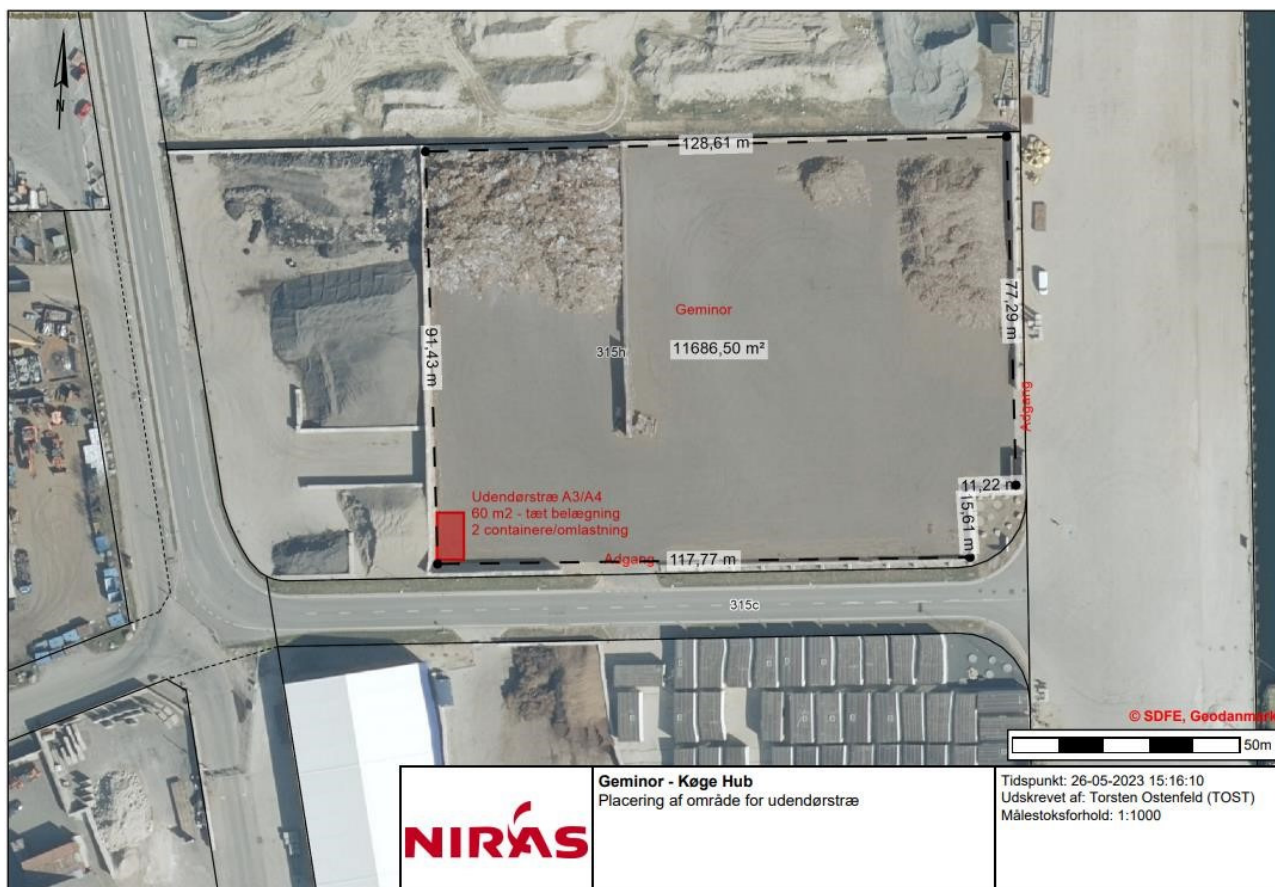 N
128,61 m
Geminor
11686,50 m²
315h
91,43 m
77,29 m
Adgang
11,22 m
15,61 m
Udendørstræ A3/A4
60 m2 - tæt belægning
2 containere/omlastning
Adgang
117,77 m
315c
© SDFE, Geodanmark
50m
NIRAS
Geminor - Køge Hub
Placering af område for udendørstræ
Tidspunkt: 26-05-2023 15:16:10
Udskrevet af: Torsten Ostenfeld (TOST)
Målestoksforhold: 1:1000